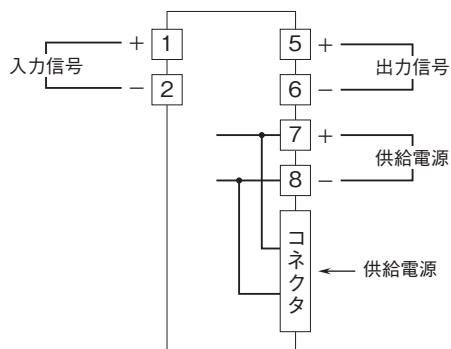 入力信号
+ 1
− 2
5 +
出力信号
6 −
7 +
供給電源
8 −
コネクタ
供給電源